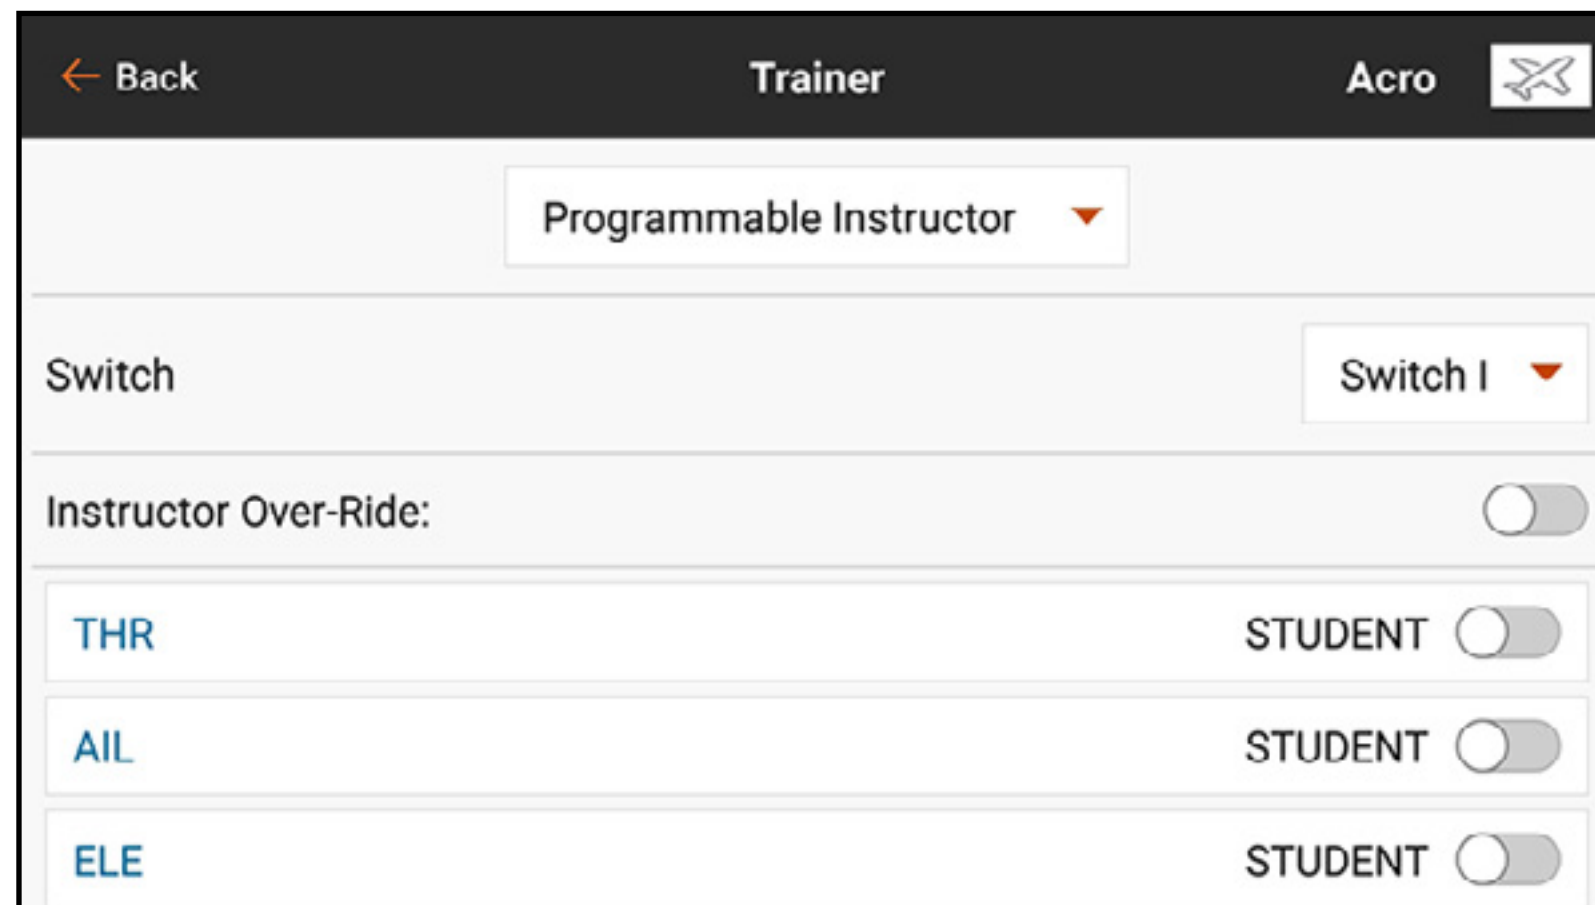 ← Back Trainer Acro
Programmable Instructor
Switch Switch I
Instructor Over-Ride:
THR STUDENT
AIL STUDENT
ELE STUDENT